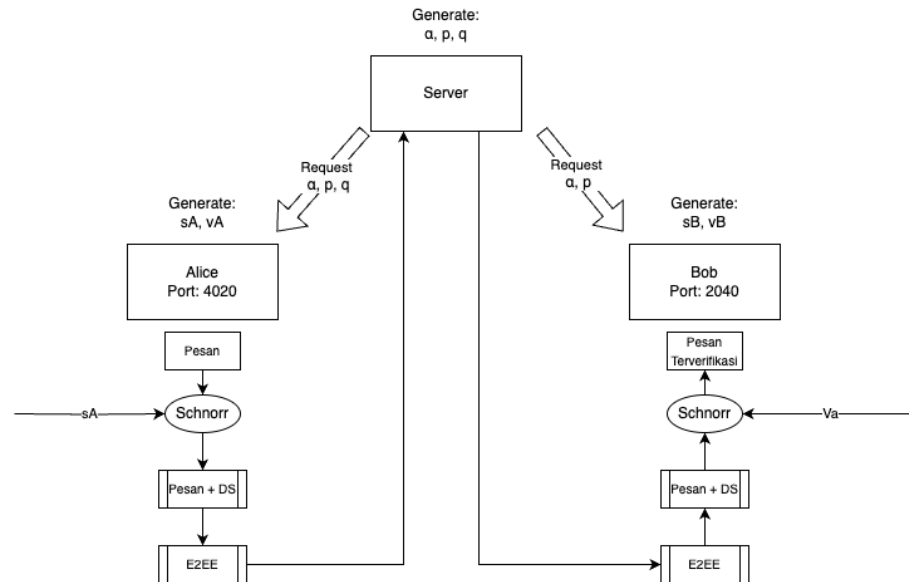 Generate:
α, p, q
Server
Request
α, p, q
Request
α, p
Generate:
sA, vA
Generate:
sB, vB
Alice
Port: 4020
Bob
Port: 2040
Pesan
Pesan
Terverifikasi
sA
Schnorr
Schnorr
Va
Pesan + DS
Pesan + DS
E2EE
E2EE